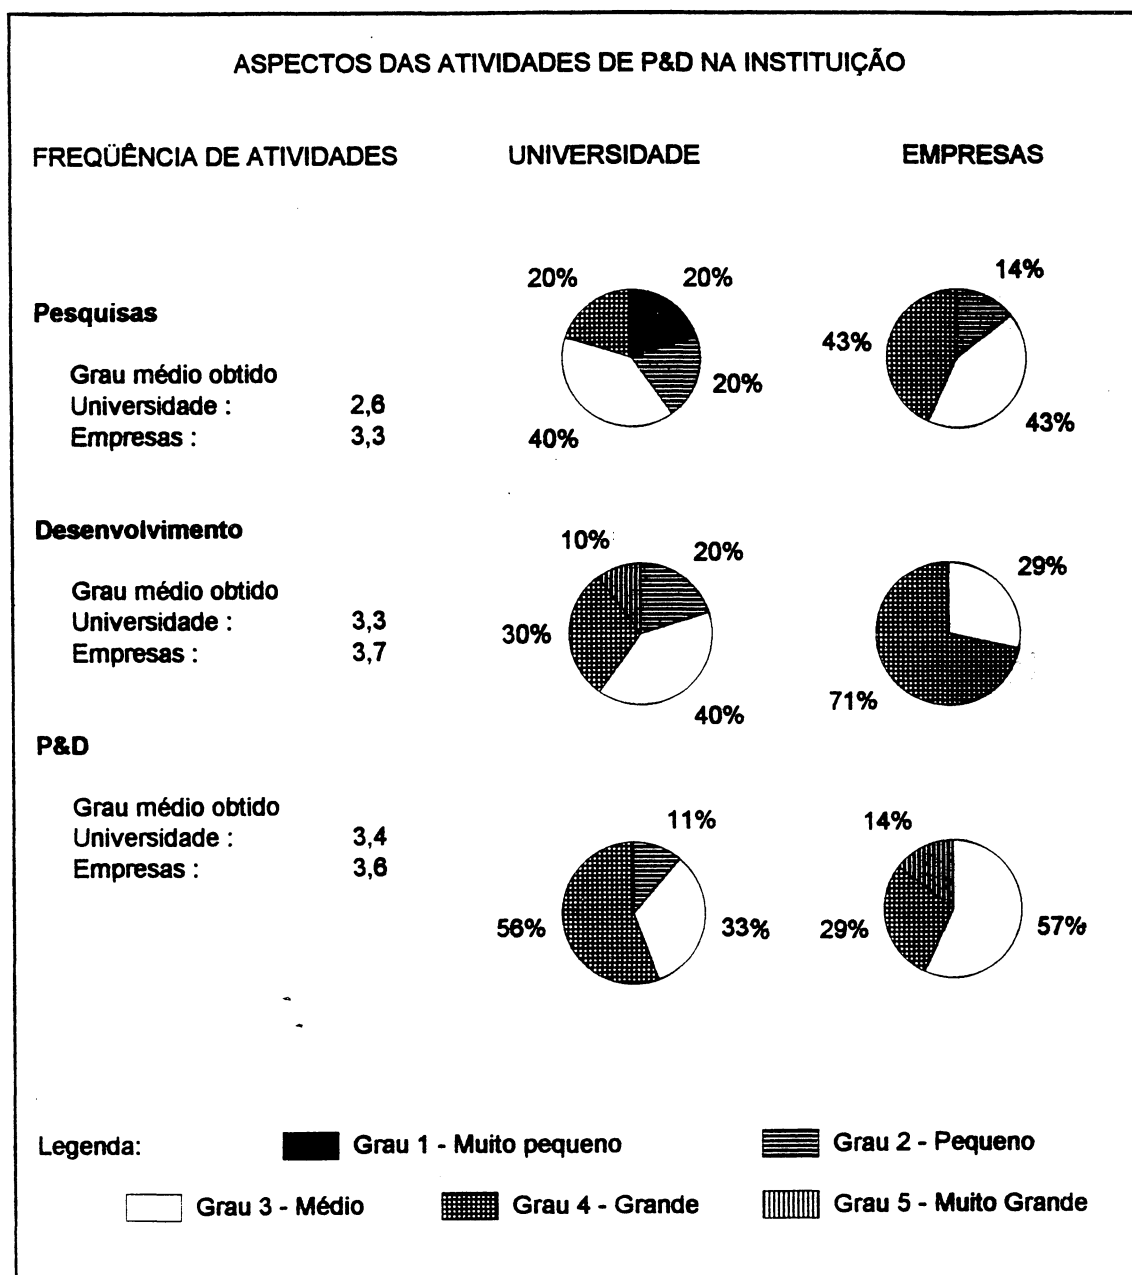 ASPECTOS DAS ATIVIDADES DE P&D NA INSTITUIÇÃO
FREQÜÊNCIA DE ATIVIDADES UNIVERSIDADE EMPRESAS
Pesquisas
Grau médio obtido
Universidade : 2,6
Empresas : 3,3
20% 20%
20%
40%
14%
43%
43%
Desenvolvimento
Grau médio obtido
Universidade : 3,3
Empresas : 3,7
10% 20%
30%
40%
29%
71%
P&D
Grau médio obtido
Universidade : 3,4
Empresas : 3,6
11%
56% 33%
14%
29% 57%
Legenda: Grau 1 - Muito pequeno Grau 2 - Pequeno
Grau 3 - Médio Grau 4 - Grande Grau 5 - Muito Grande